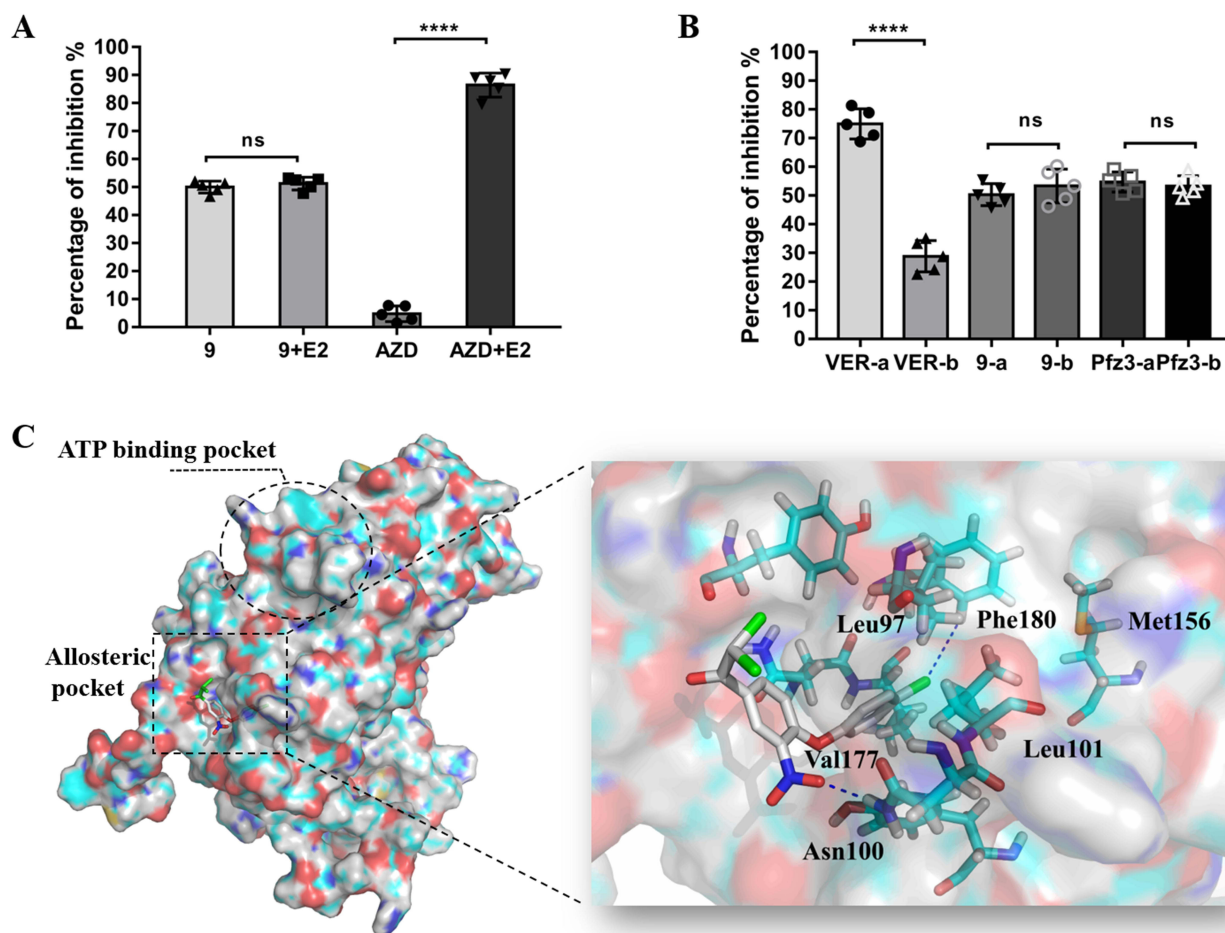 A
Percentage of inhibition %
100
90
80
70
60
50
40
30
20
10
0
ns
****
9
9+E2
AZD
AZD+E2
B
Percentage of inhibition %
100
90
80
70
60
50
40
30
20
10
0
****
ns
ns
VER-a
VER-b
9-a
9-b
Pfz3-a
Pfz3-b
C
ATP binding pocket
Allosteric
pocket
Leu97
Phe180
Met156
Val177
Leu101
Asn100